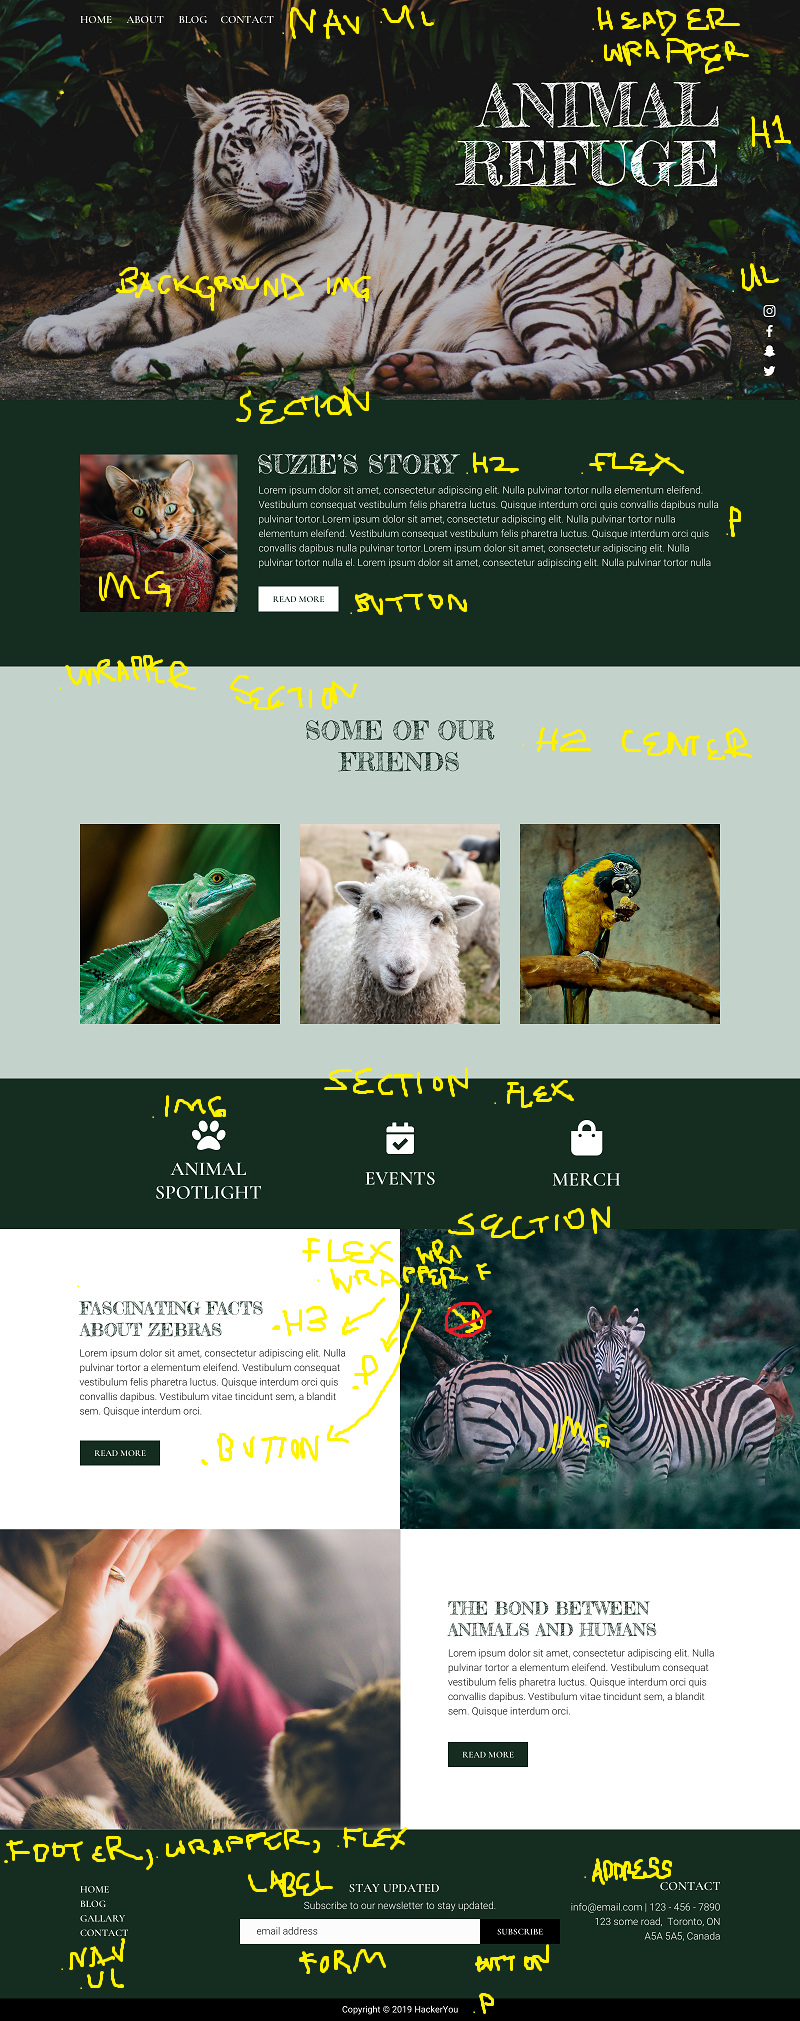 HOME ABOUT BLOG CONTACT NAV UL
HEADER
WRAPPER
ANIMAL
REFUGE
H1
BACKGROUND IMG
UL
SECTION
SUZIE'S STORY H2 FLEX
Lorem ipsum dolor sit amet, consectetur adipiscing elit. Nulla pulvinar tortor nulla elementum eleifend.
Vestibulum consequat vestibulum felis pharetra luctus. Quisque interdum orci quis convallis dapibus nulla
pulvinar tortor.Lorem ipsum dolor sit amet, consectetur adipiscing elit. Nulla pulvinar tortor nulla
elementum eleifend. Vestibulum consequat vestibulum felis pharetra luctus. Quisque interdum orci quis
convallis dapibus nulla pulvinar tortor.Lorem ipsum dolor sit amet, consectetur adipiscing elit. Nulla
pulvinar tortor nulla el. Lorem ipsum dolor sit amet, consectetur adipiscing elit. Nulla pulvinar tortor nulla
P
IMG
READ MORE BUTTON
WRAPPER SECTION
SOME OF OUR
FRIENDS
H2 CENTER
SECTION FLEX
IMG
ANIMAL
SPOTLIGHT
EVENTS
MERCH
SECTION
FLEX WRA
WRAPPER. F
FASCINATING FACTS
ABOUT ZEBRAS
H3
Lorem ipsum dolor sit amet, consectetur adipiscing elit. Nulla
pulvinar tortor a elementum eleifend. Vestibulum consequat
vestibulum felis pharetra luctus. Quisque interdum orci quis
convallis dapibus. Vestibulum vitae tincidunt sem, a blandit
sem. Quisque interdum orci.
P
READ MORE
BUTTON
IMG
THE BOND BETWEEN
ANIMALS AND HUMANS
Lorem ipsum dolor sit amet, consectetur adipiscing elit. Nulla
pulvinar tortor a elementum eleifend. Vestibulum consequat
vestibulum felis pharetra luctus. Quisque interdum orci quis
convallis dapibus. Vestibulum vitae tincidunt sem, a blandit
sem. Quisque interdum orci.
READ MORE
FOOTER, WRAPPER, FLEX
HOME
BLOG
GALLARY
CONTACT
NAV
UL
LABEL
STAY UPDATED
Subscribe to our newsletter to stay updated.
email address SUBSCRIBE
FORM BUTTON
ADDRESS
CONTACT
info@email.com | 123 - 456 - 7890
123 some road, Toronto, ON
A5A 5A5, Canada
Copyright © 2019 HackerYou P